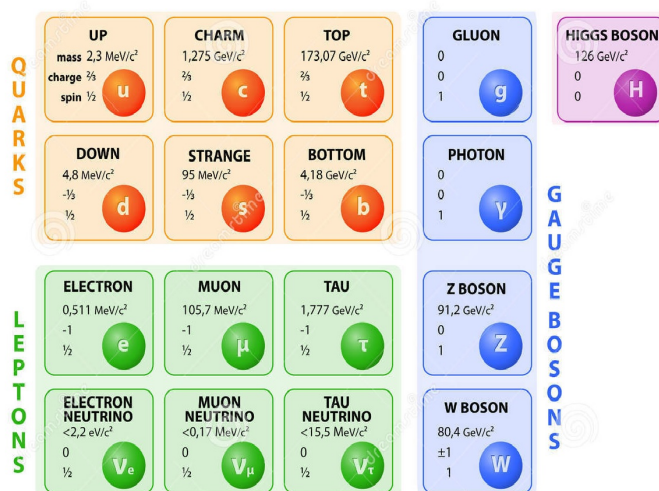 QUARKS
UP
mass 2,3 MeV/c²
charge ⅔
spin ½
u
CHARM
1,275 GeV/c²
⅔
½
c
TOP
173,07 GeV/c²
⅔
½
t
GLUON
0
0
1
g
HIGGS BOSON
126 GeV/c²
0
0
H
DOWN
4,8 MeV/c²
-⅓
½
d
STRANGE
95 MeV/c²
-⅓
½
s
BOTTOM
4,18 GeV/c²
-⅓
½
b
PHOTON
0
0
1
γ
GAUGE BOSONS
LEPTONS
ELECTRON
0,511 MeV/c²
-1
½
e
MUON
105,7 MeV/c²
-1
½
μ
TAU
1,777 GeV/c²
-1
½
τ
Z BOSON
91,2 GeV/c²
0
1
Z
ELECTRON
NEUTRINO
<2,2 eV/c²
0
½
Ve
MUON
NEUTRINO
<0,17 MeV/c²
0
½
Vμ
TAU
NEUTRINO
<15,5 MeV/c²
0
½
Vτ
W BOSON
80,4 GeV/c²
±1
1
W